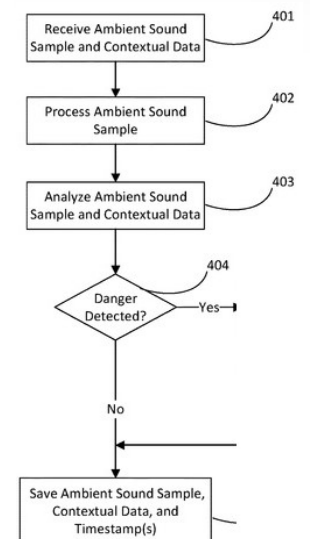 401
Receive Ambient Sound
Sample and Contextual Data
402
Process Ambient Sound
Sample
403
Analyze Ambient Sound
Sample and Contextual Data
404
Danger
Detected?
Yes
No
Save Ambient Sound Sample,
Contextual Data, and
Timestamp(s)